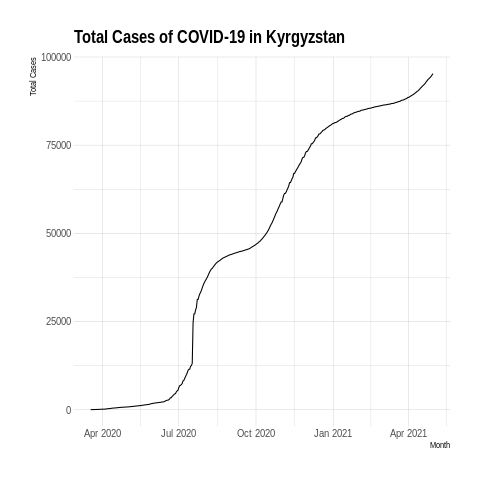 Total Cases of COVID-19 in Kyrgyzstan
Total Cases
100000
75000
50000
25000
0
Apr 2020 Jul 2020 Oct 2020 Jan 2021 Apr 2021
Month